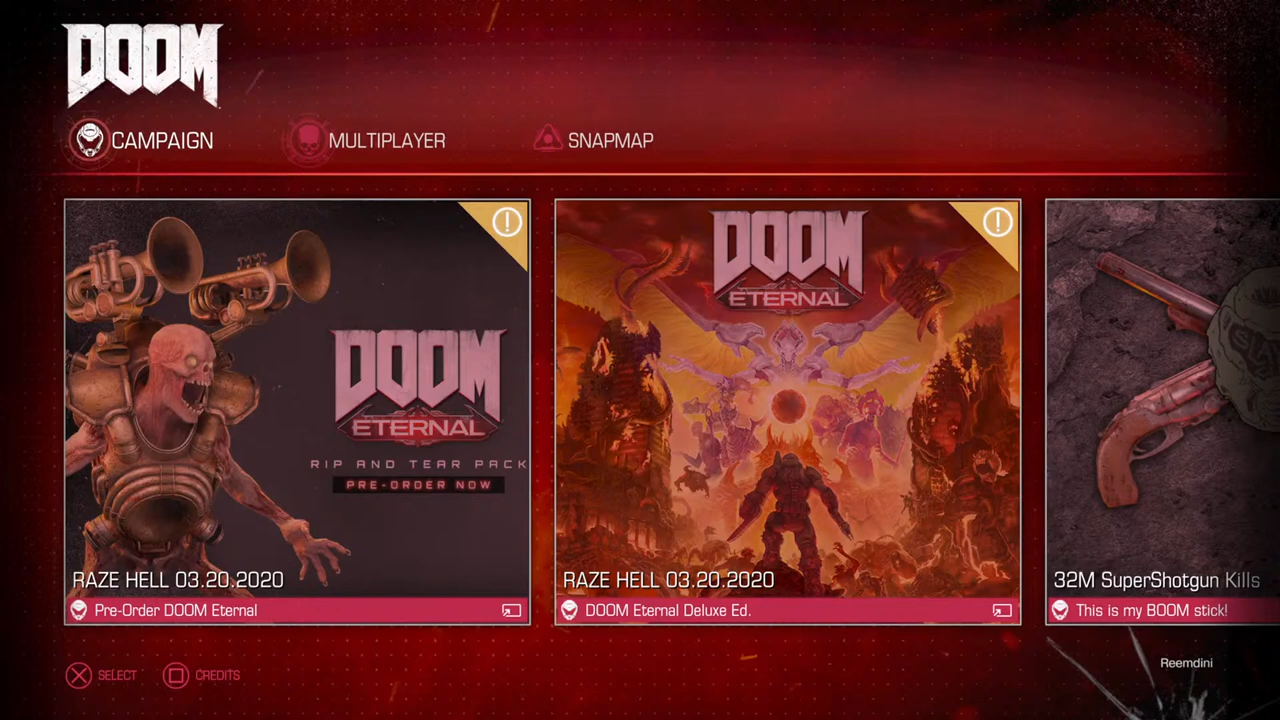 DOOM
CAMPAIGN
MULTIPLAYER
SNAPMAP
DOOM
ETERNAL
RIP AND TEAR PACK
PRE-ORDER NOW
RAZE HELL 03.20.2020
Pre-Order DOOM Eternal
DOOM
ETERNAL
RAZE HELL 03.20.2020
DOOM Eternal Deluxe Ed.
32M SuperShotgun Kills
This is my BOOM stick!
SELECT
CREDITS
Reemdini